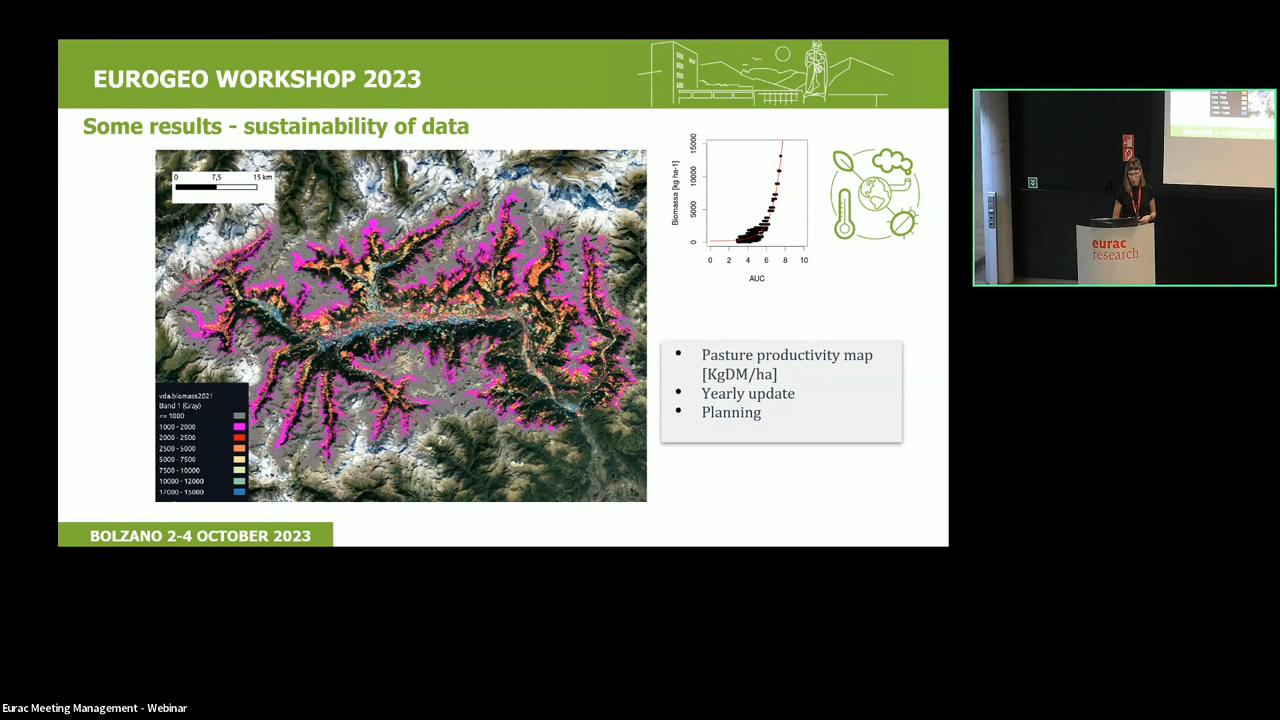 EUROGEO WORKSHOP 2023
Some results - sustainability of data
0 7,5 15 km
vda.biomass2021
Band 1 (Gray)
<= 1000
1000 - 2000
2000 - 2500
2500 - 5000
5000 - 7500
7500 - 10000
10000 - 12000
12000 - 15000
Biomassa [kg ha-1]
0 5000 10000 15000
0 2 4 6 8 10
AUC
• Pasture productivity map
[KgDM/ha]
• Yearly update
• Planning
BOLZANO 2-4 OCTOBER 2023
eurac
research
Eurac Meeting Management - Webinar